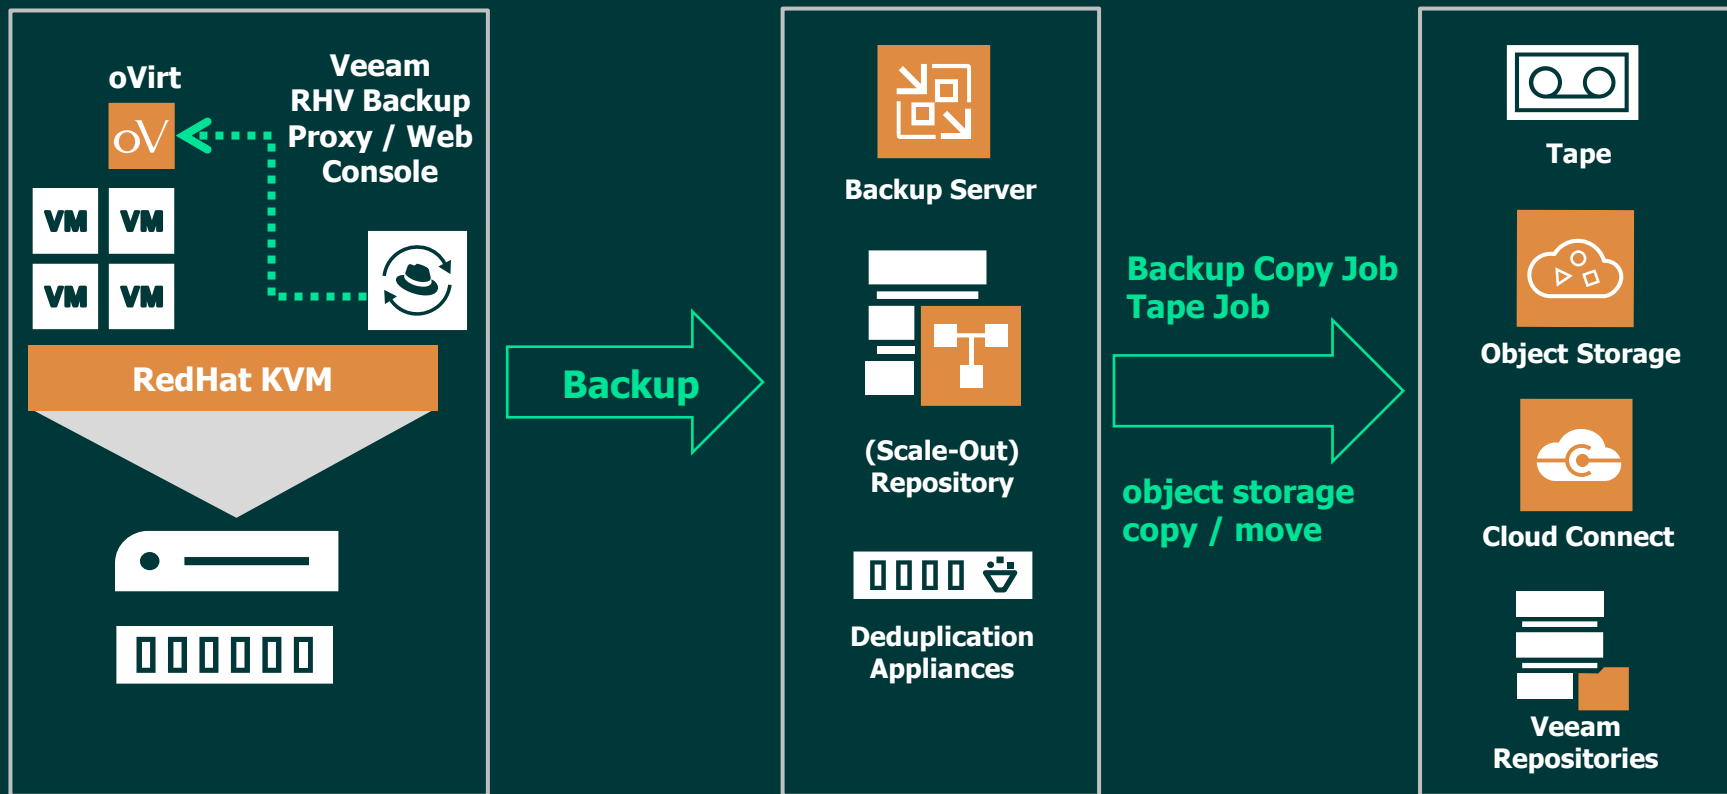 oVirt
oV
Veeam
RHV Backup
Proxy / Web
Console
VM
VM
VM
VM
RedHat KVM
Backup
Backup Server
(Scale-Out)
Repository
Deduplication
Appliances
Backup Copy Job
Tape Job
object storage
copy / move
Tape
Object Storage
Cloud Connect
Veeam
Repositories